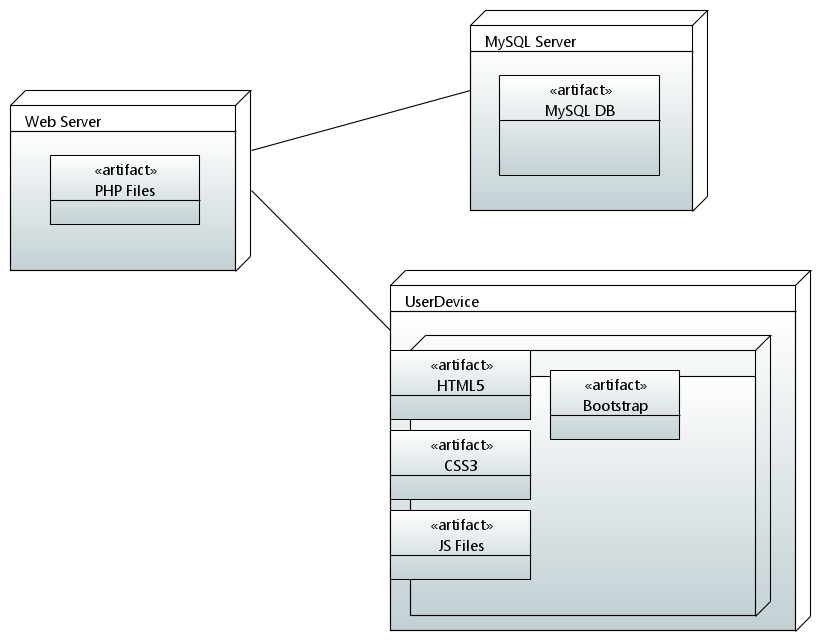 MySQL Server
«artifact»
MySQL DB
Web Server
«artifact»
PHP Files
UserDevice
«artifact»
HTML5
«artifact»
Bootstrap
«artifact»
CSS3
«artifact»
JS Files